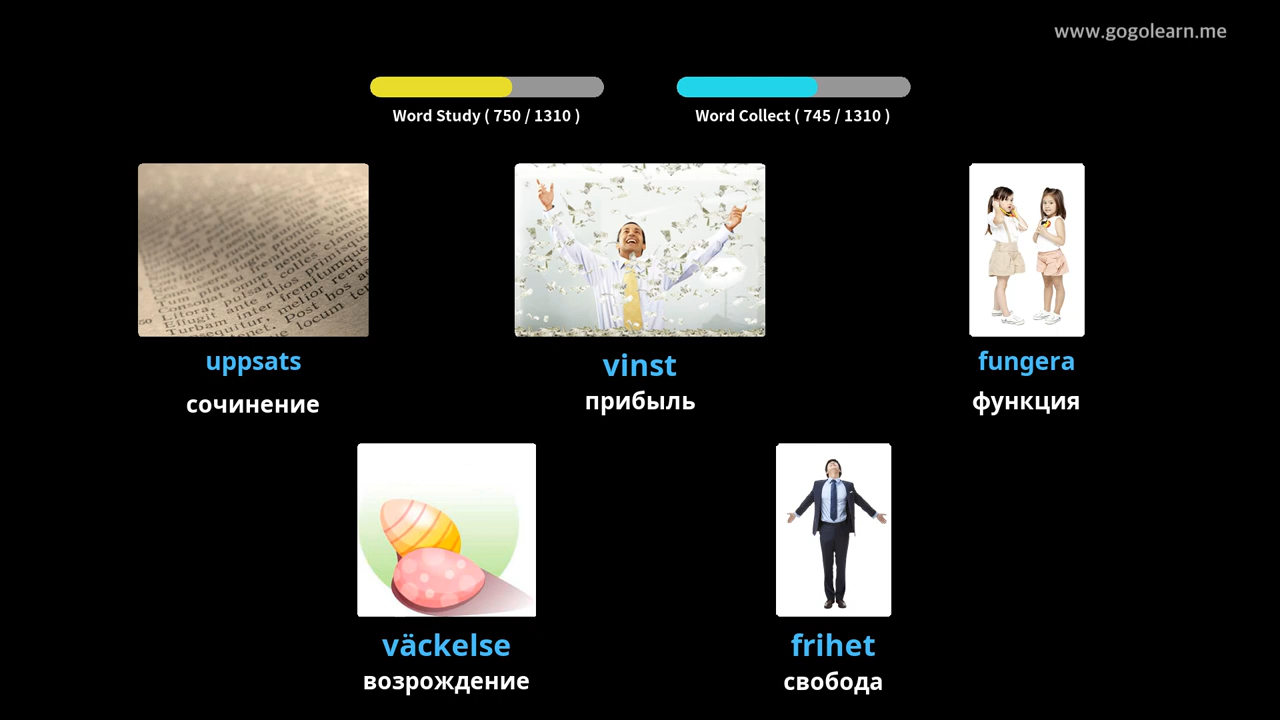 www.gogolearn.me
Word Study ( 750 / 1310 )
Word Collect ( 745 / 1310 )
uppsats
сочинение
vinst
прибыль
fungera
функция
väckelse
возрождение
frihet
свобода